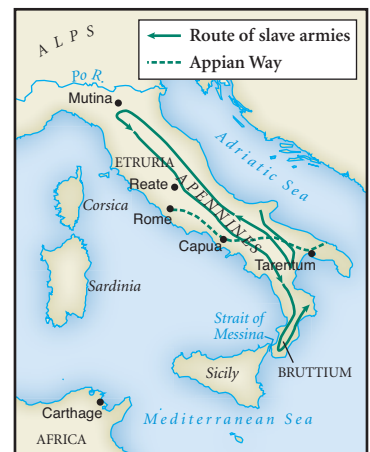 ALPS
Route of slave armies
Appian Way
Po R.
Mutina
Adriatic Sea
ETRURIA
APENNINES
Reate
Corsica
Rome
Capua
Tarentum
Sardinia
Strait of
Messina
Sicily
BRUTTIUM
Carthage
Mediterranean Sea
AFRICA